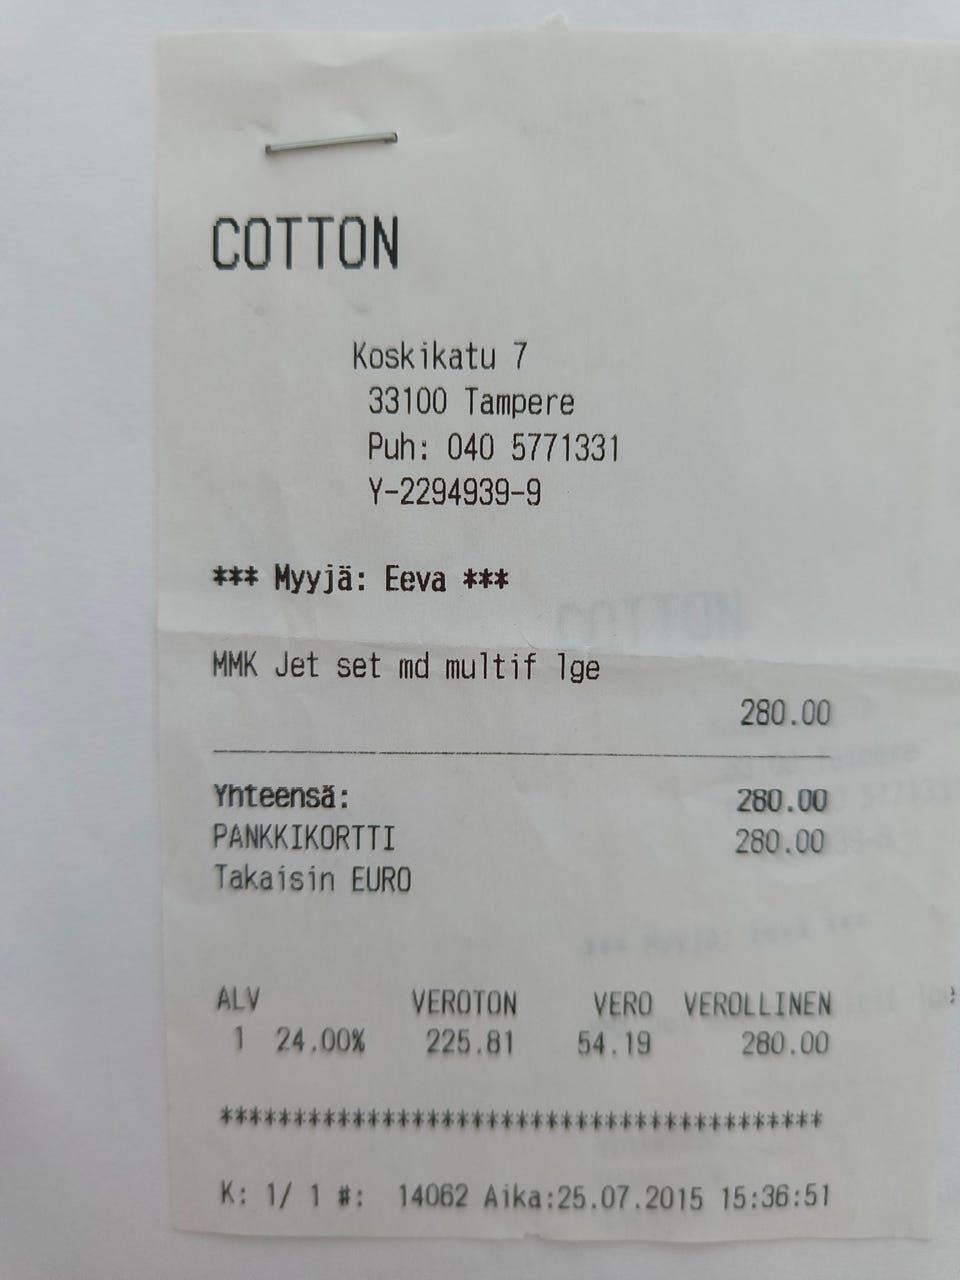 COTTON
Koskikatu 7
33100 Tampere
Puh: 040 5771331
Y-2294939-9
*** Myyjä: Eeva ***
MMK Jet set md multif lge
280.00
Yhteensä: 280.00
PANKKIKORTTI 280.00
Takaisin EURO
ALV VEROTON VERO VEROLLINEN
1 24.00% 225.81 54.19 280.00
*****************************************
K: 1/ 1 #: 14062 Aika:25.07.2015 15:36:51